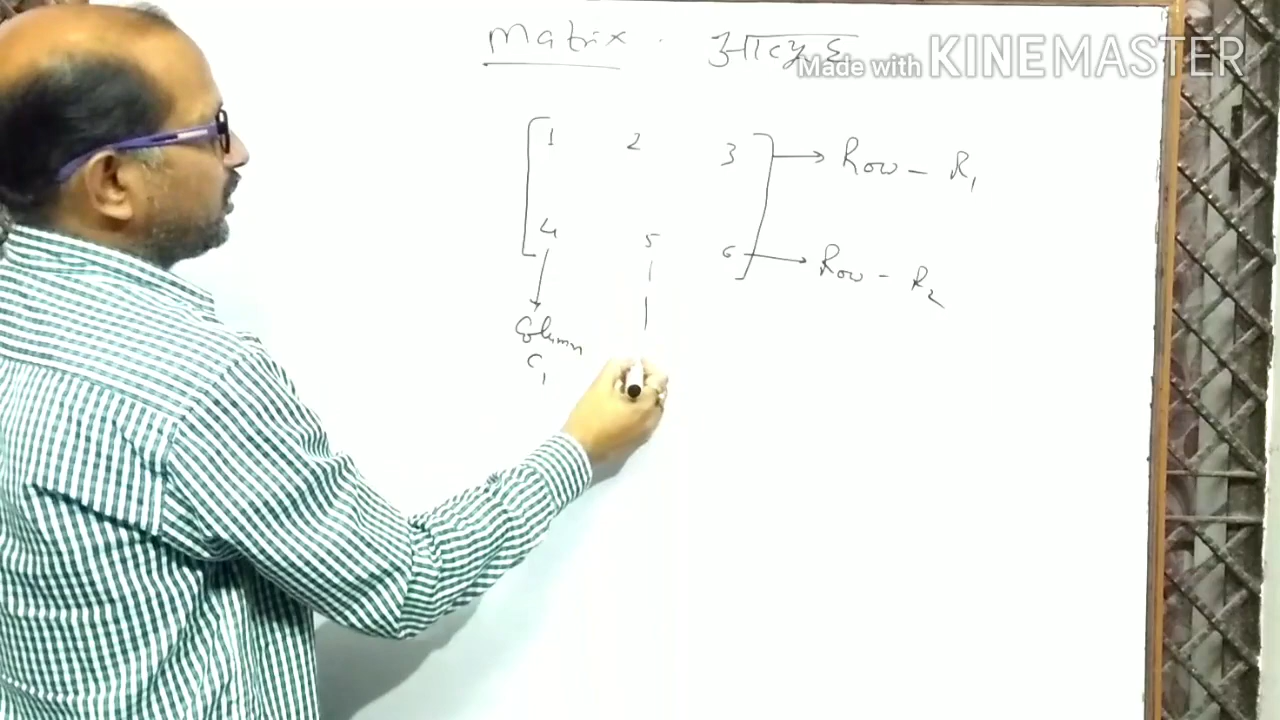 Matrix. आव्यूह
Made with KINEMASTER
1 2 3 → Row - R1
4 5 6 → Row - R2
Column
C1